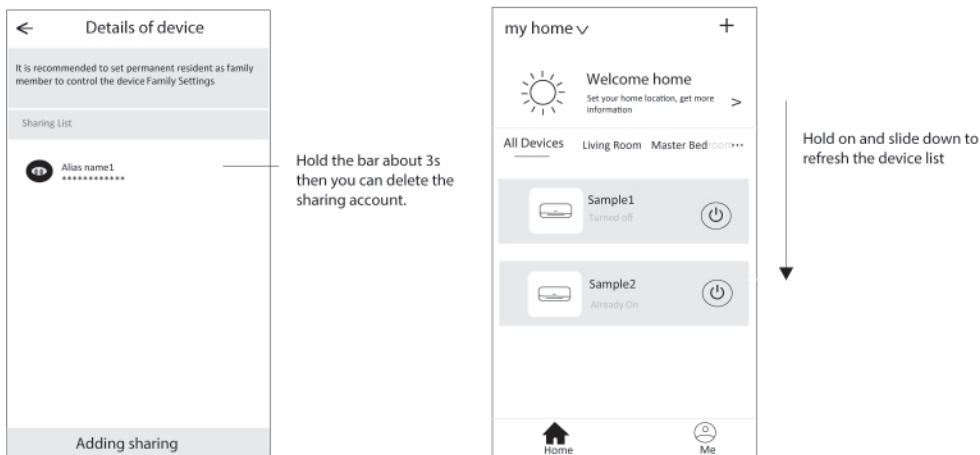 Details of device
It is recommended to set permanent resident as family
member to control the device Family Settings
Sharing List
Alias name1
************
Adding sharing
Hold the bar about 3s
then you can delete the
sharing account.
my home
+
Welcome home
Set your home location, get more
information
>
All Devices Living Room Master Bedroom•••
Sample1
Turned off
Sample2
Already On
Home
Me
Hold on and slide down to
refresh the device list